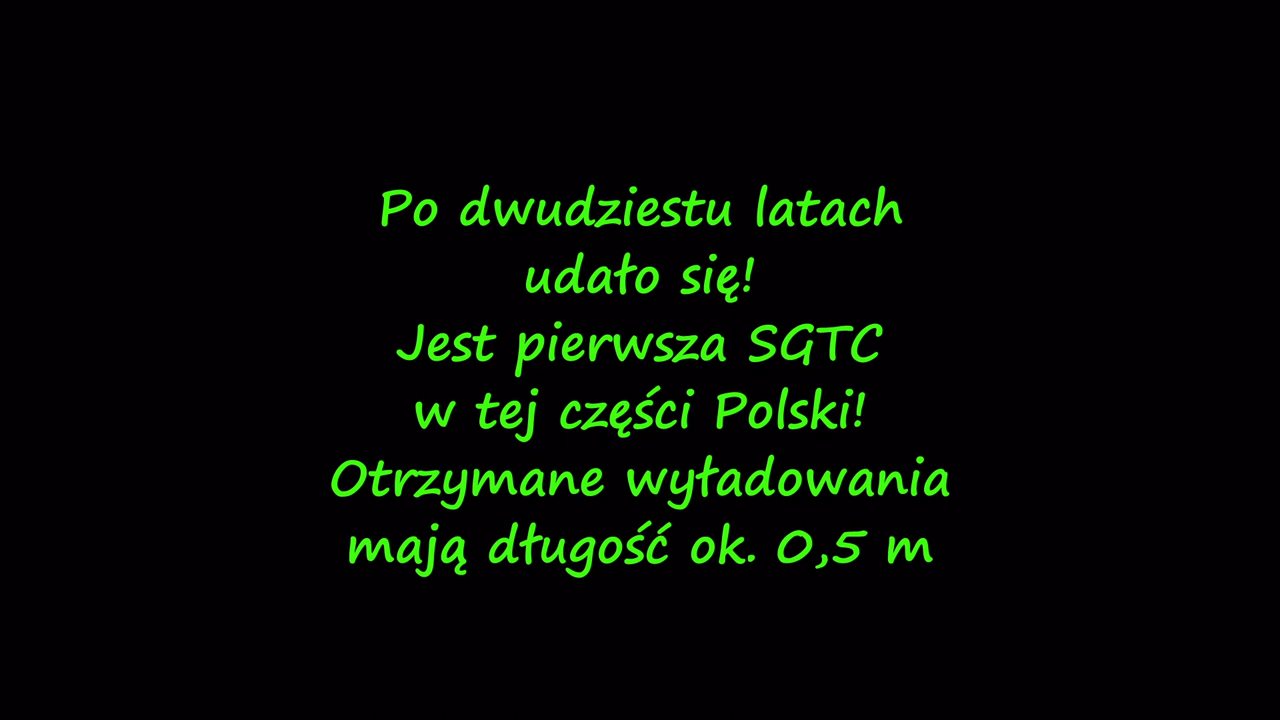 Po dwudziestu latach
udało się!
Jest pierwsza SGTC
w tej części Polski!
Otrzymane wyładowania
mają długość ok. 0,5 m